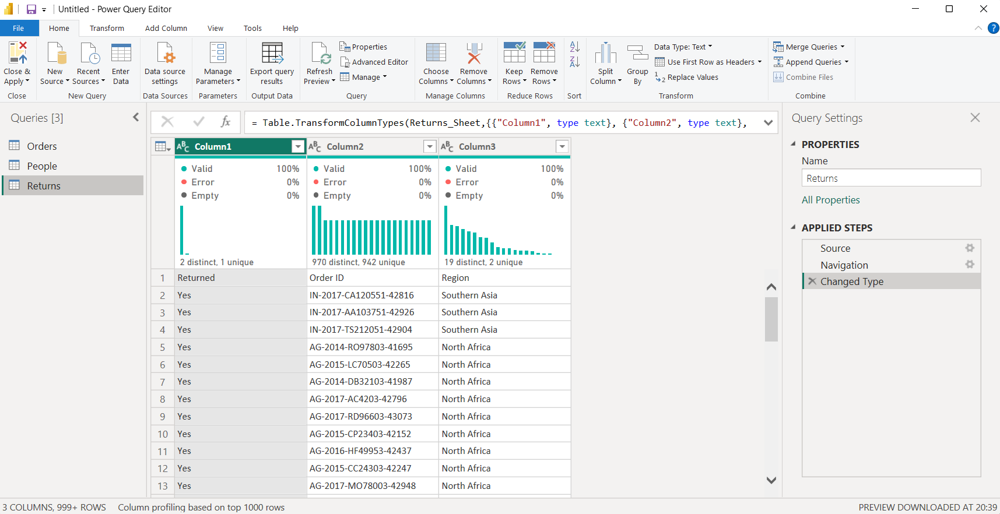 Untitled - Power Query Editor
File Home Transform Add Column View Tools Help
Close & Apply
Close
New Source
Recent Sources
Enter Data
New Query
Data source settings
Data Sources
Manage Parameters
Parameters
Export query results
Output Data
Refresh Preview
Properties
Advanced Editor
Manage
Query
Choose Columns
Remove Columns
Manage Columns
Keep Rows
Remove Rows
Reduce Rows
Sort
Split Column
Group By
Data Type: Text
Use First Row as Headers
Replace Values
Transform
Merge Queries
Append Queries
Combine Files
Combine
Queries [3]
Orders
People
Returns
fx
= Table.TransformColumnTypes(Returns_Sheet,{{"Column1", type text}, {"Column2", type text},
ABC Column1 ABC Column2 ABC Column3
Valid 100% Valid 100% Valid 100%
Error 0% Error 0% Error 0%
Empty 0% Empty 0% Empty 0%
2 distinct, 1 unique 970 distinct, 942 unique 19 distinct, 2 unique
1 Returned Order ID Region
2 Yes IN-2017-CA120551-42816 Southern Asia
3 Yes IN-2017-AA103751-42926 Southern Asia
4 Yes IN-2017-TS212051-42904 Southern Asia
5 Yes AG-2014-RO97803-41695 North Africa
6 Yes AG-2015-LC70503-42265 North Africa
7 Yes AG-2014-DB32103-41987 North Africa
8 Yes AG-2017-AC4203-42796 North Africa
9 Yes AG-2017-RD96603-43073 North Africa
10 Yes AG-2015-CP23403-42152 North Africa
11 Yes AG-2016-HF49953-42437 North Africa
12 Yes AG-2015-CC24303-42247 North Africa
13 Yes AG-2017-MO78003-42948 North Africa
Query Settings
PROPERTIES
Name
Returns
All Properties
APPLIED STEPS
Source
Navigation
Changed Type
3 COLUMNS, 999+ ROWS Column profiling based on top 1000 rows
PREVIEW DOWNLOADED AT 20:39